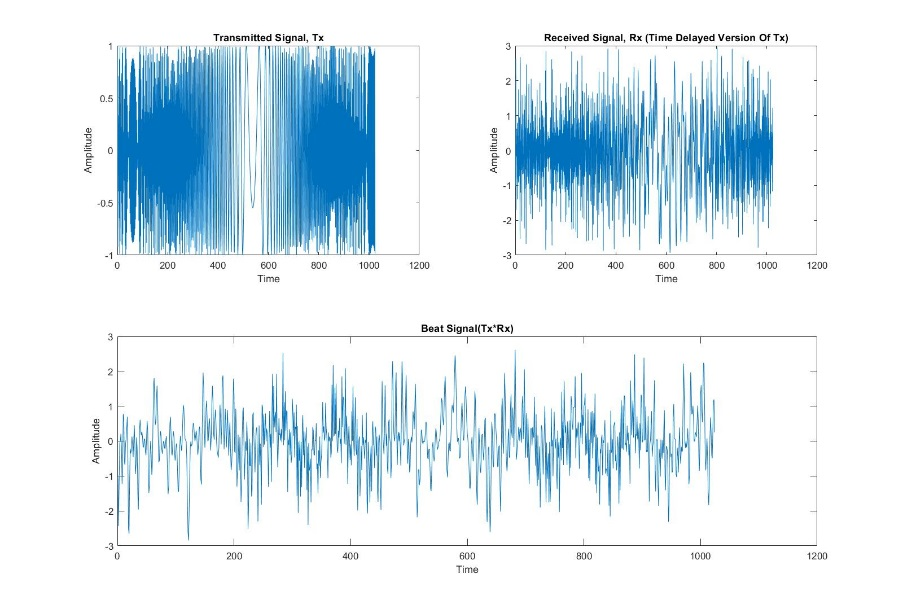 Transmitted Signal, Tx
1
0.5
0
-0.5
-1
Amplitude
0 200 400 600 800 1000 1200
Time
Received Signal, Rx (Time Delayed Version Of Tx)
3
2
1
0
-1
-2
-3
Amplitude
0 200 400 600 800 1000 1200
Time
Beat Signal(Tx*Rx)
3
2
1
0
-1
-2
-3
Amplitude
0 200 400 600 800 1000 1200
Time